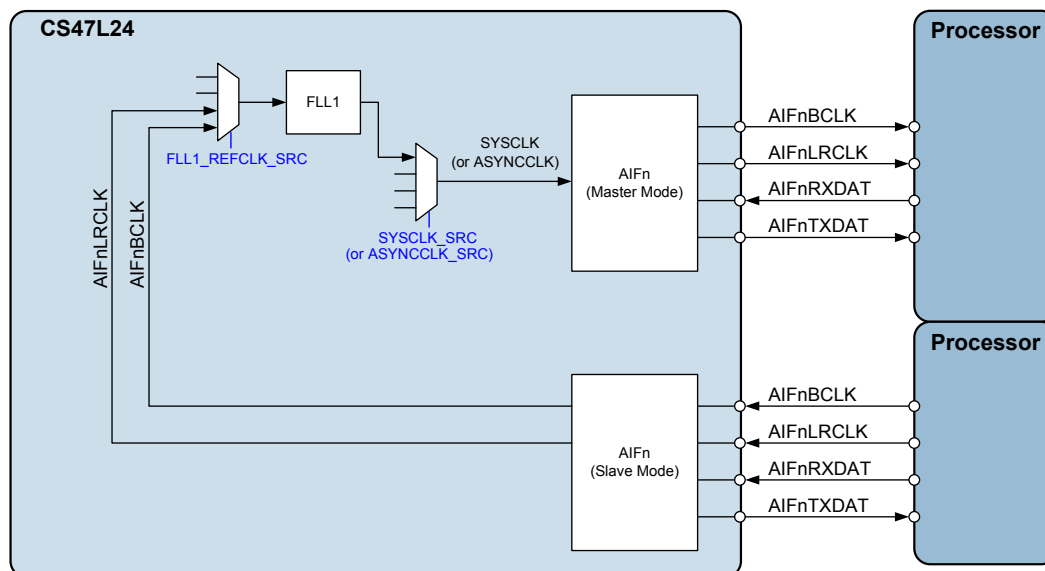 CS47L24
Processor
FLL1
FLL1_REFCLK_SRC
SYSCLK
(or ASYNCCLK)
SYSCLK_SRC
(or ASYNCCLK_SRC)
AIFn
(Master Mode)
AIFnBCLK
AIFnLRCLK
AIFnRXDAT
AIFnTXDAT
AIFnLRCLK
AIFnBCLK
Processor
AIFn
(Slave Mode)
AIFnBCLK
AIFnLRCLK
AIFnRXDAT
AIFnTXDAT